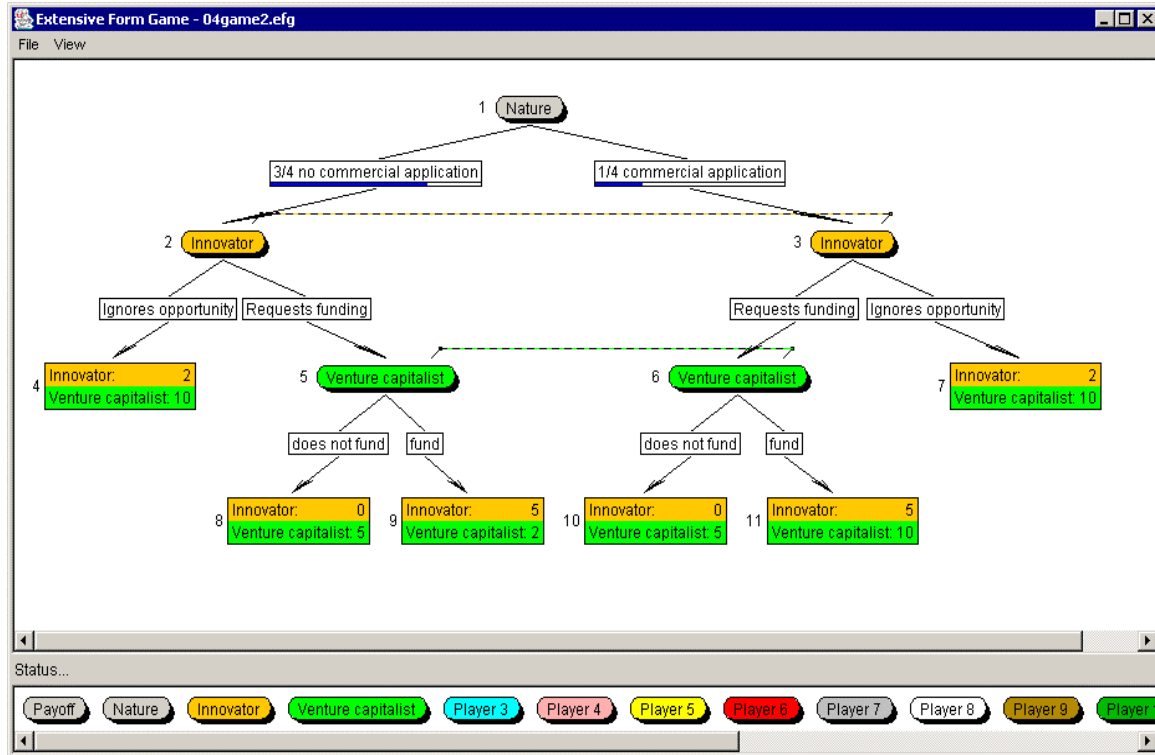 Extensive Form Game - 04game2.efg
File View
1 Nature
3/4 no commercial application 1/4 commercial application
2 Innovator 3 Innovator
Ignores opportunity Requests funding Requests funding Ignores opportunity
4 Innovator: 2
Venture capitalist: 10
5 Venture capitalist 6 Venture capitalist
7 Innovator: 2
Venture capitalist: 10
does not fund fund does not fund fund
8 Innovator: 0
Venture capitalist: 5
9 Innovator: 5
Venture capitalist: 2
10 Innovator: 0
Venture capitalist: 5
11 Innovator: 5
Venture capitalist: 10
Status...
Payoff Nature Innovator Venture capitalist Player 3 Player 4 Player 5 Player 6 Player 7 Player 8 Player 9 Player